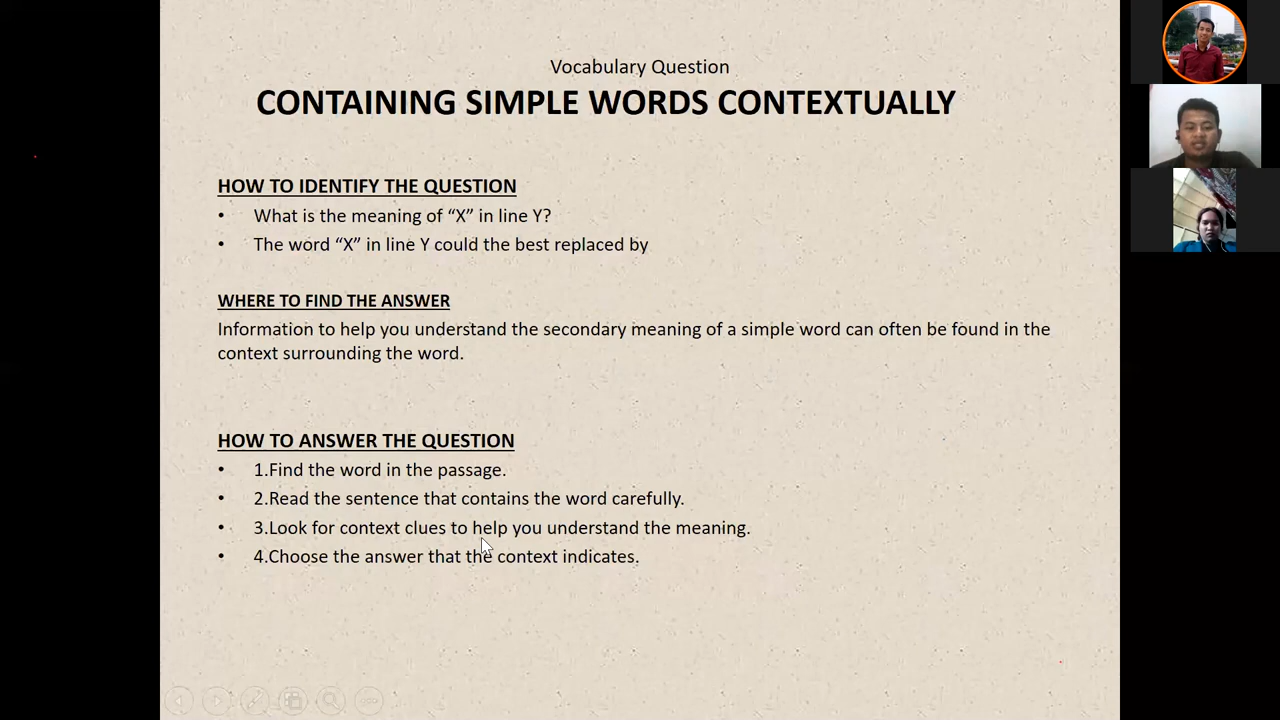 Vocabulary Question
CONTAINING SIMPLE WORDS CONTEXTUALLY
HOW TO IDENTIFY THE QUESTION
• What is the meaning of “X” in line Y?
• The word “X” in line Y could the best replaced by
WHERE TO FIND THE ANSWER
Information to help you understand the secondary meaning of a simple word can often be found in the
context surrounding the word.
HOW TO ANSWER THE QUESTION
• 1.Find the word in the passage.
• 2.Read the sentence that contains the word carefully.
• 3.Look for context clues to help you understand the meaning.
• 4.Choose the answer that the context indicates.